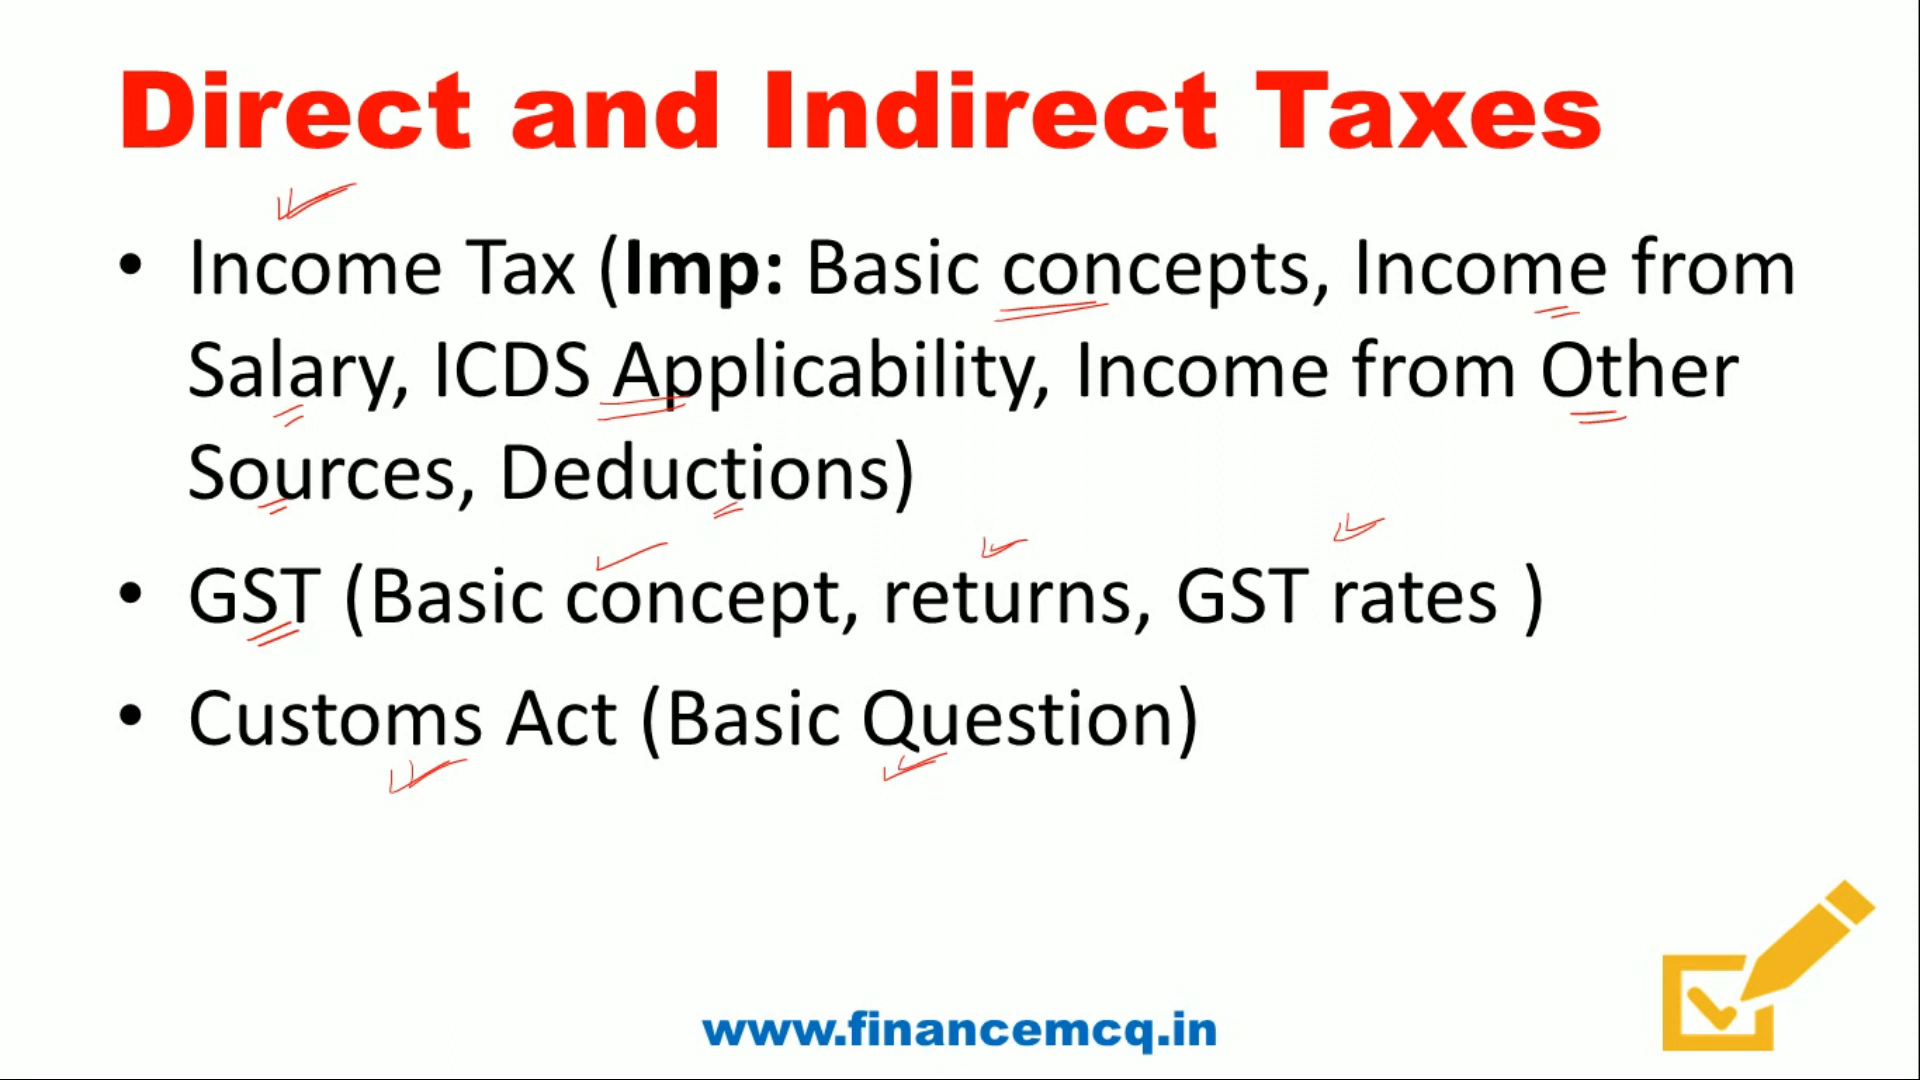 Direct and Indirect Taxes
• Income Tax (Imp: Basic concepts, Income from
Salary, ICDS Applicability, Income from Other
Sources, Deductions)
• GST (Basic concept, returns, GST rates )
• Customs Act (Basic Question)
www.financemcq.in